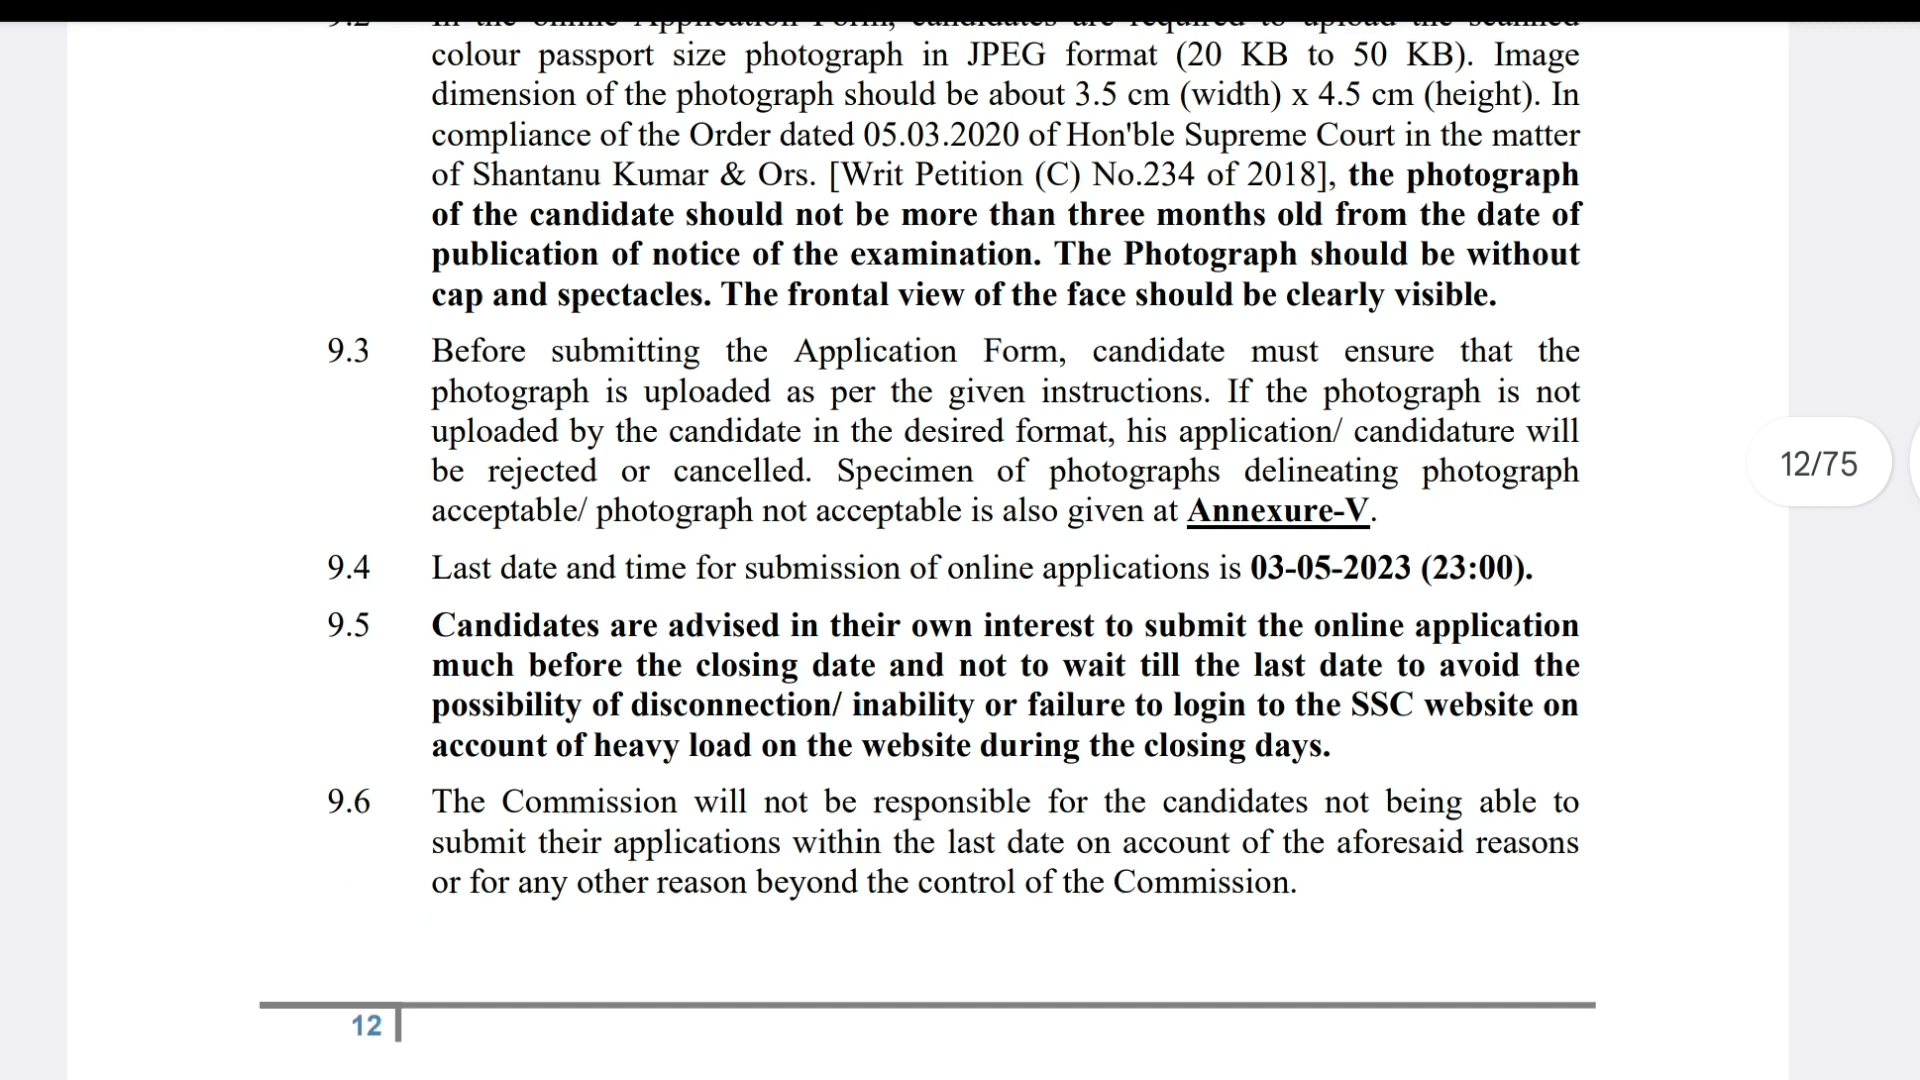 colour passport size photograph in JPEG format (20 KB to 50 KB). Image
dimension of the photograph should be about 3.5 cm (width) x 4.5 cm (height). In
compliance of the Order dated 05.03.2020 of Hon'ble Supreme Court in the matter
of Shantanu Kumar & Ors. [Writ Petition (C) No.234 of 2018], the photograph
of the candidate should not be more than three months old from the date of
publication of notice of the examination. The Photograph should be without
cap and spectacles. The frontal view of the face should be clearly visible.
9.3 Before submitting the Application Form, candidate must ensure that the
photograph is uploaded as per the given instructions. If the photograph is not
uploaded by the candidate in the desired format, his application/ candidature will
be rejected or cancelled. Specimen of photographs delineating photograph
acceptable/ photograph not acceptable is also given at Annexure-V.
12/75
9.4 Last date and time for submission of online applications is 03-05-2023 (23:00).
9.5 Candidates are advised in their own interest to submit the online application
much before the closing date and not to wait till the last date to avoid the
possibility of disconnection/ inability or failure to login to the SSC website on
account of heavy load on the website during the closing days.
9.6 The Commission will not be responsible for the candidates not being able to
submit their applications within the last date on account of the aforesaid reasons
or for any other reason beyond the control of the Commission.
12